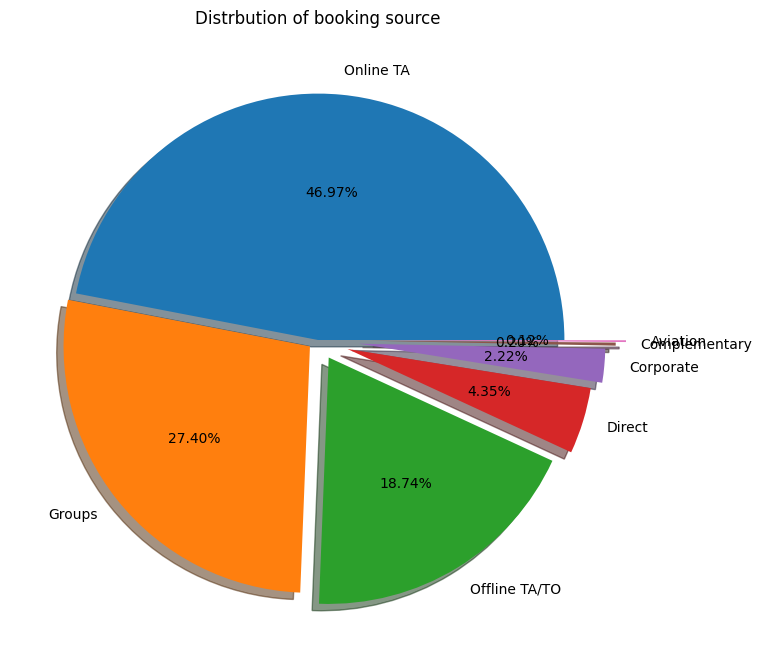 Distrbution of booking source
Online TA
46.97%
Aviation
Complementary
2.22%
Corporate
4.35%
Direct
27.40%
18.74%
Groups
Offline TA/TO